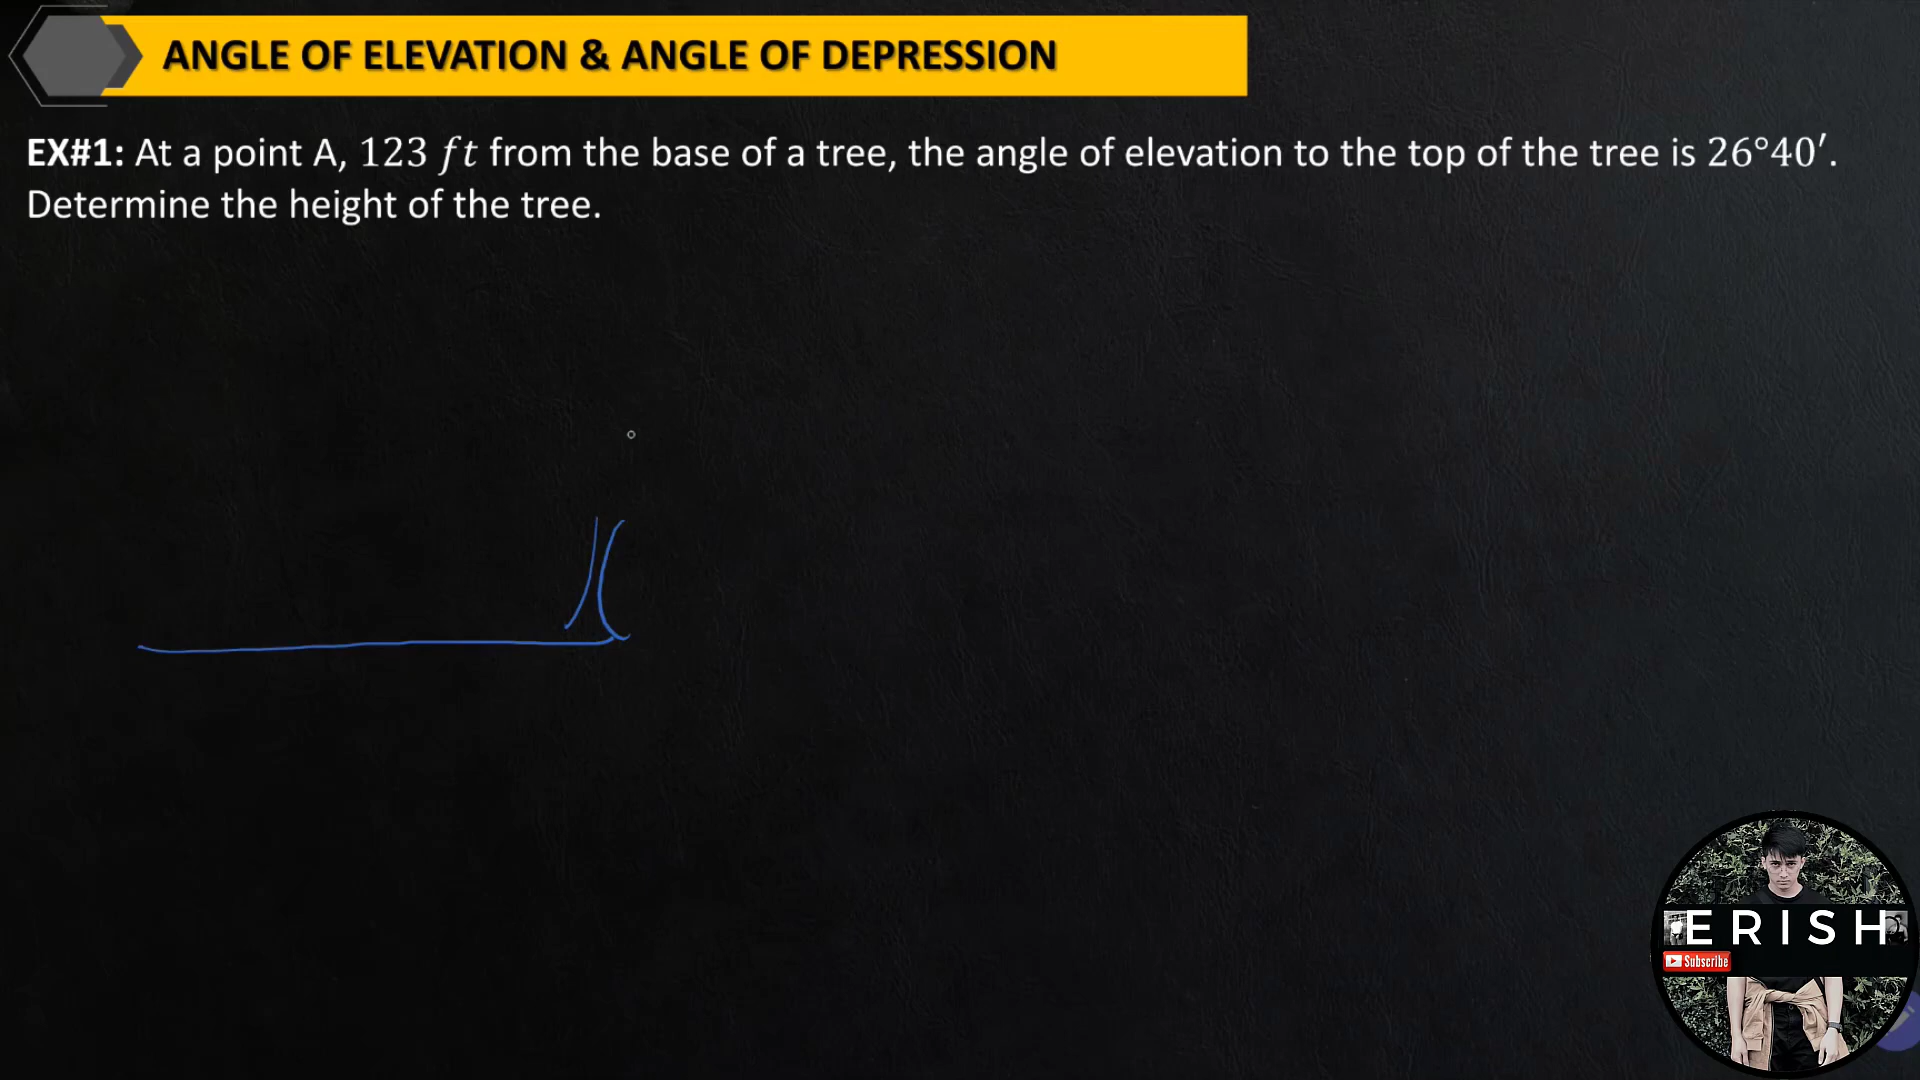 ANGLE OF ELEVATION & ANGLE OF DEPRESSION
EX#1: At a point A, 123 ft from the base of a tree, the angle of elevation to the top of the tree is 26°40′.
Determine the height of the tree.
ERISH
Subscribe